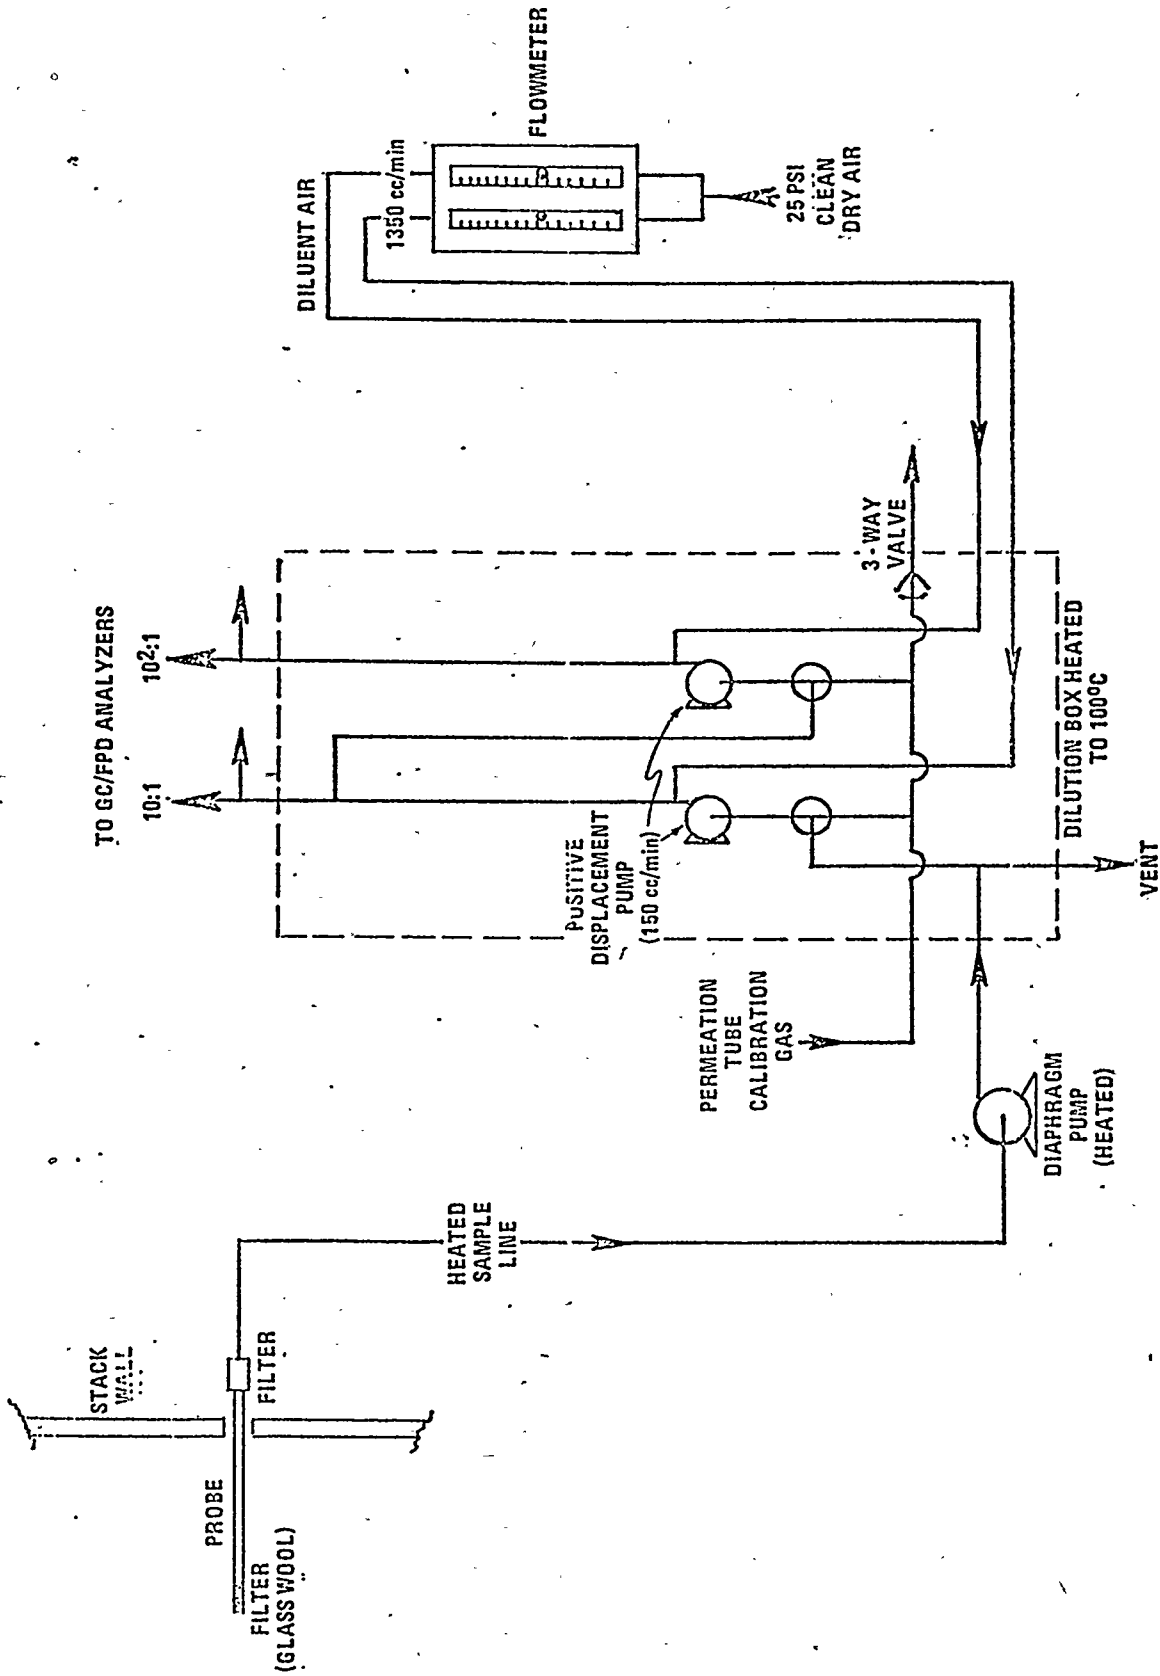 TO GC/FPD ANALYZERS
10:1
10²:1
DILUENT AIR
1350 cc/min
FLOWMETER
25 PSI
CLEAN
DRY AIR
STACK
WALL
PROBE
FILTER
FILTER
(GLASS WOOL)
HEATED
SAMPLE
LINE
PERMEATION
TUBE
CALIBRATION
GAS
POSITIVE
DISPLACEMENT
PUMP
(150 cc/min)
3-WAY
VALVE
DIAPHRAGM
PUMP
(HEATED)
VENT
DILUTION BOX HEATED
TO 100°C